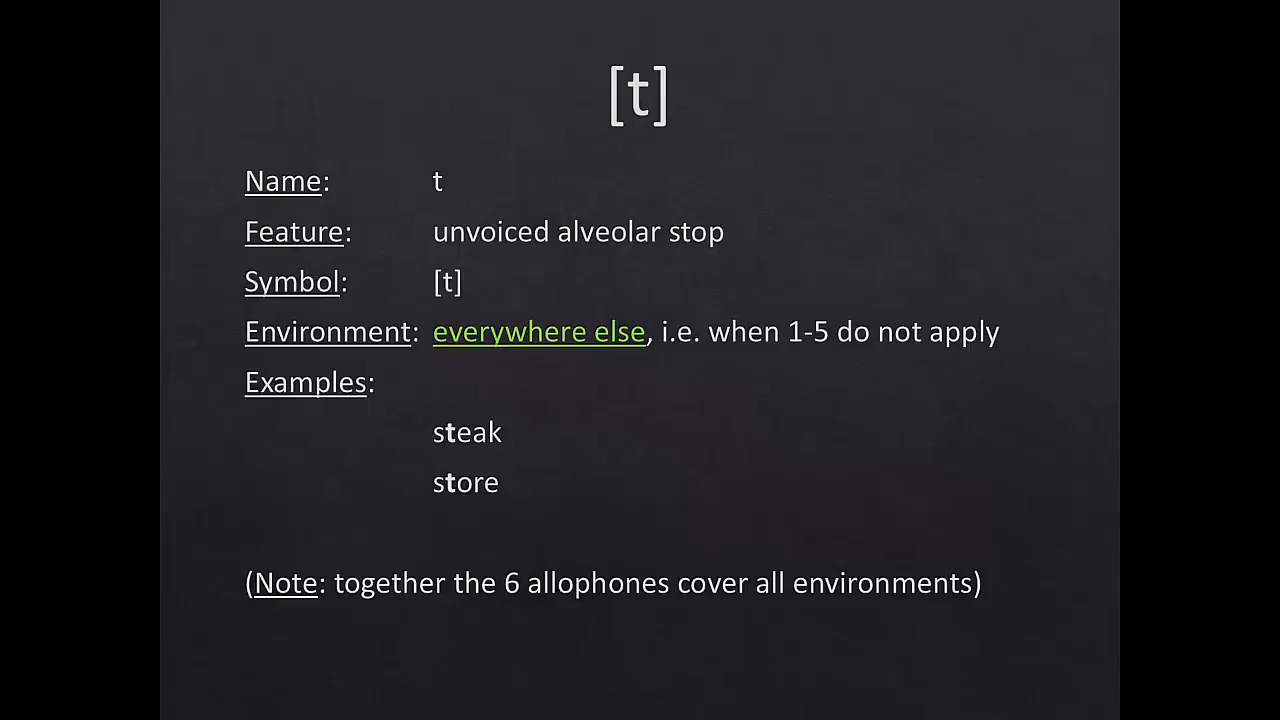 [t]
Name: t
Feature: unvoiced alveolar stop
Symbol: [t]
Environment: everywhere else, i.e. when 1-5 do not apply
Examples:
steak
store
(Note: together the 6 allophones cover all environments)